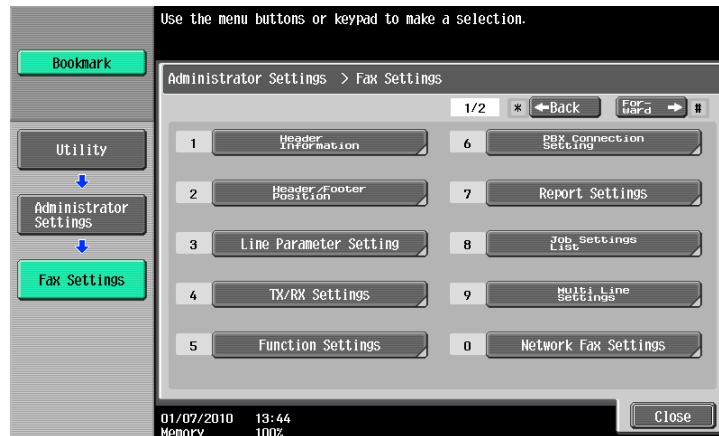 Use the menu buttons or keypad to make a selection.
Bookmark
Administrator Settings > Fax Settings
1/2 * ←Back For-
ward → #
Utility
Administrator
Settings
Fax Settings
1 Header
Information
2 Header/Footer
Position
3 Line Parameter Setting
4 TX/RX Settings
5 Function Settings
6 PBX Connection
Setting
7 Report Settings
8 Job Settings
List
9 Multi Line
Settings
0 Network Fax Settings
01/07/2010 13:44
Memory 100%
Close